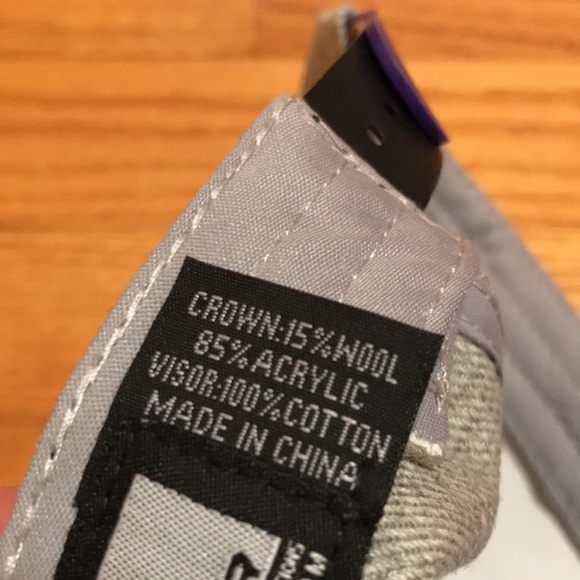 CROWN:15%WOOL
85%ACRYLIC
VISOR:100%COTTON
MADE IN CHINA